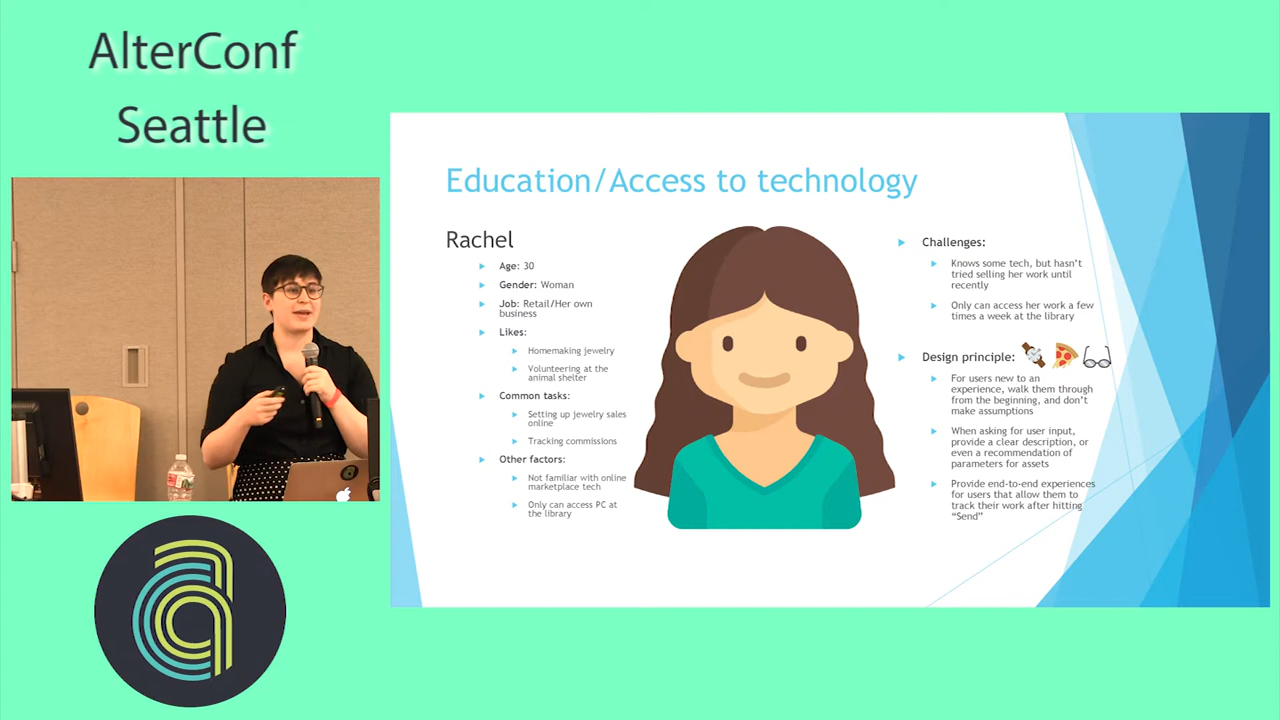 AlterConf
Seattle
Education/Access to technology
Rachel
Age: 30
Gender: Woman
Job: Retail/Her own
business
Likes:
Homemaking jewelry
Volunteering at the
animal shelter
Common tasks:
Setting up jewelry sales
online
Tracking commissions
Other factors:
Not familiar with online
marketplace tech
Only can access PC at
the library
Challenges:
Knows some tech, but hasn't
tried selling her work until
recently
Only can access her work a few
times a week at the library
Design principle:
For users new to an
experience, walk them through
from the beginning, and don't
make assumptions
When asking for user input,
provide a clear description, or
even a recommendation of
parameters for assets
Provide end-to-end experiences
for users that allow them to
track their work after hitting
"Send"